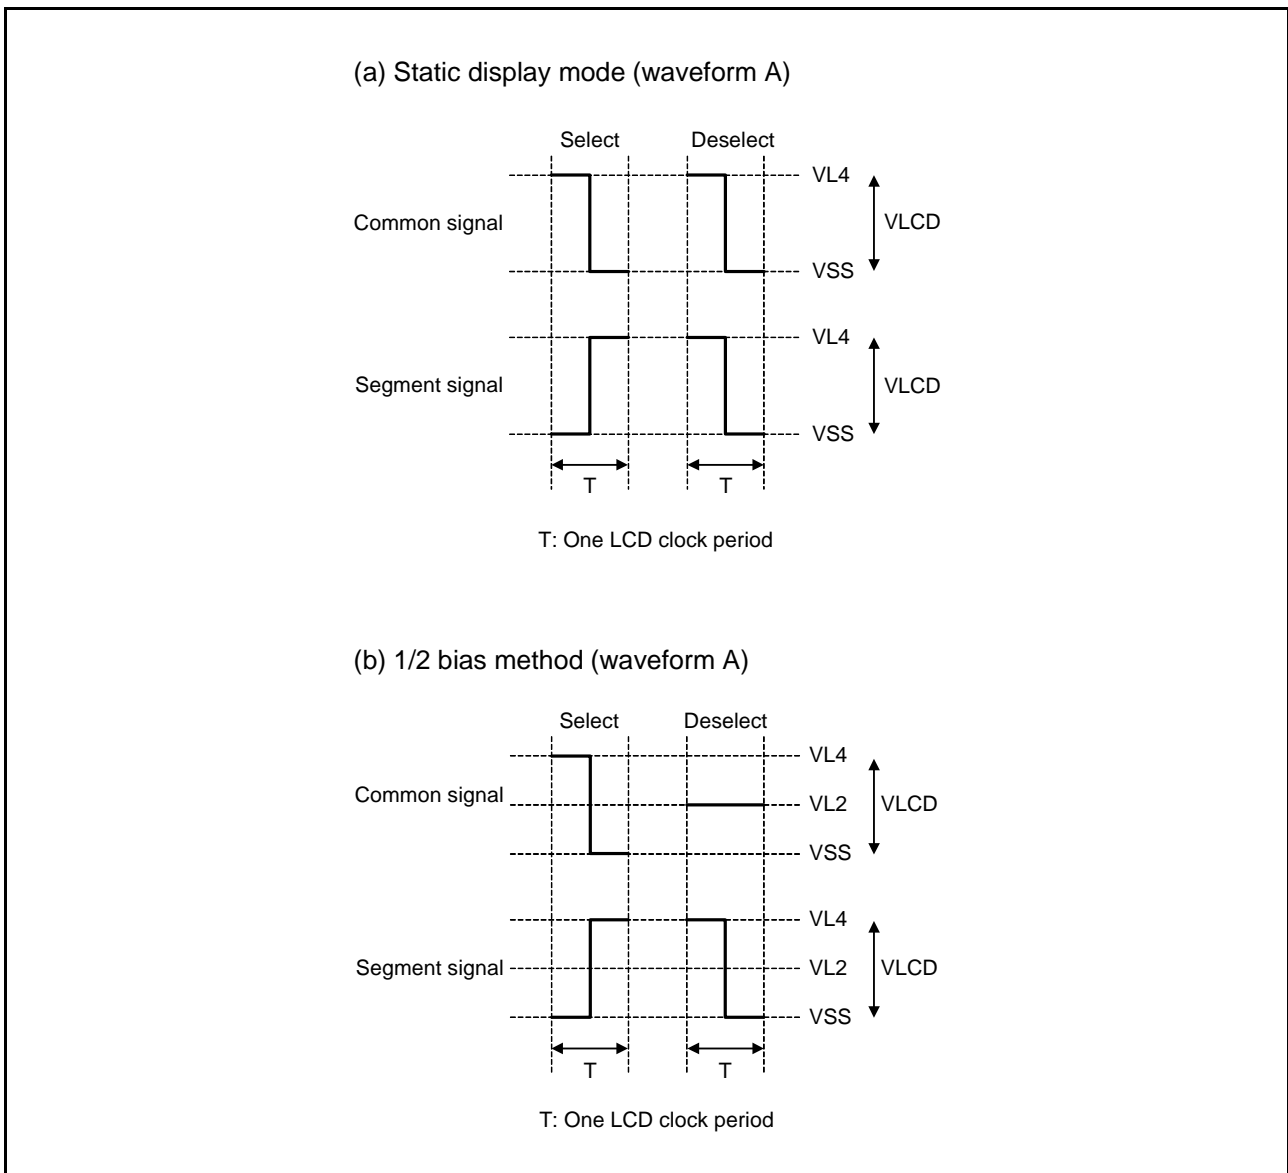 (a) Static display mode (waveform A)
Select Deselect
VL4
Common signal VLCD
VSS
VL4
Segment signal VLCD
VSS
T T
T: One LCD clock period
(b) 1/2 bias method (waveform A)
Select Deselect
VL4
Common signal VL2 VLCD
VSS
VL4
Segment signal VL2 VLCD
VSS
T T
T: One LCD clock period